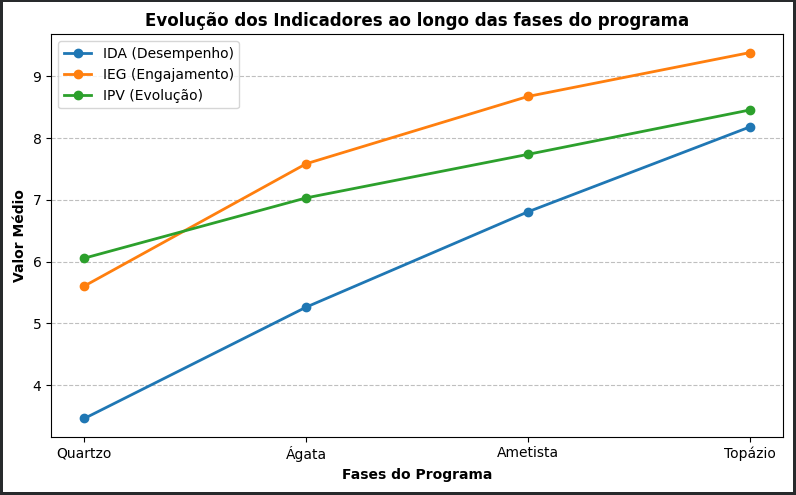 Evolução dos Indicadores ao longo das fases do programa
IDA (Desempenho)
IEG (Engajamento)
IPV (Evolução)
Valor Médio
9
8
7
6
5
4
Quartzo
Ágata
Ametista
Topázio
Fases do Programa